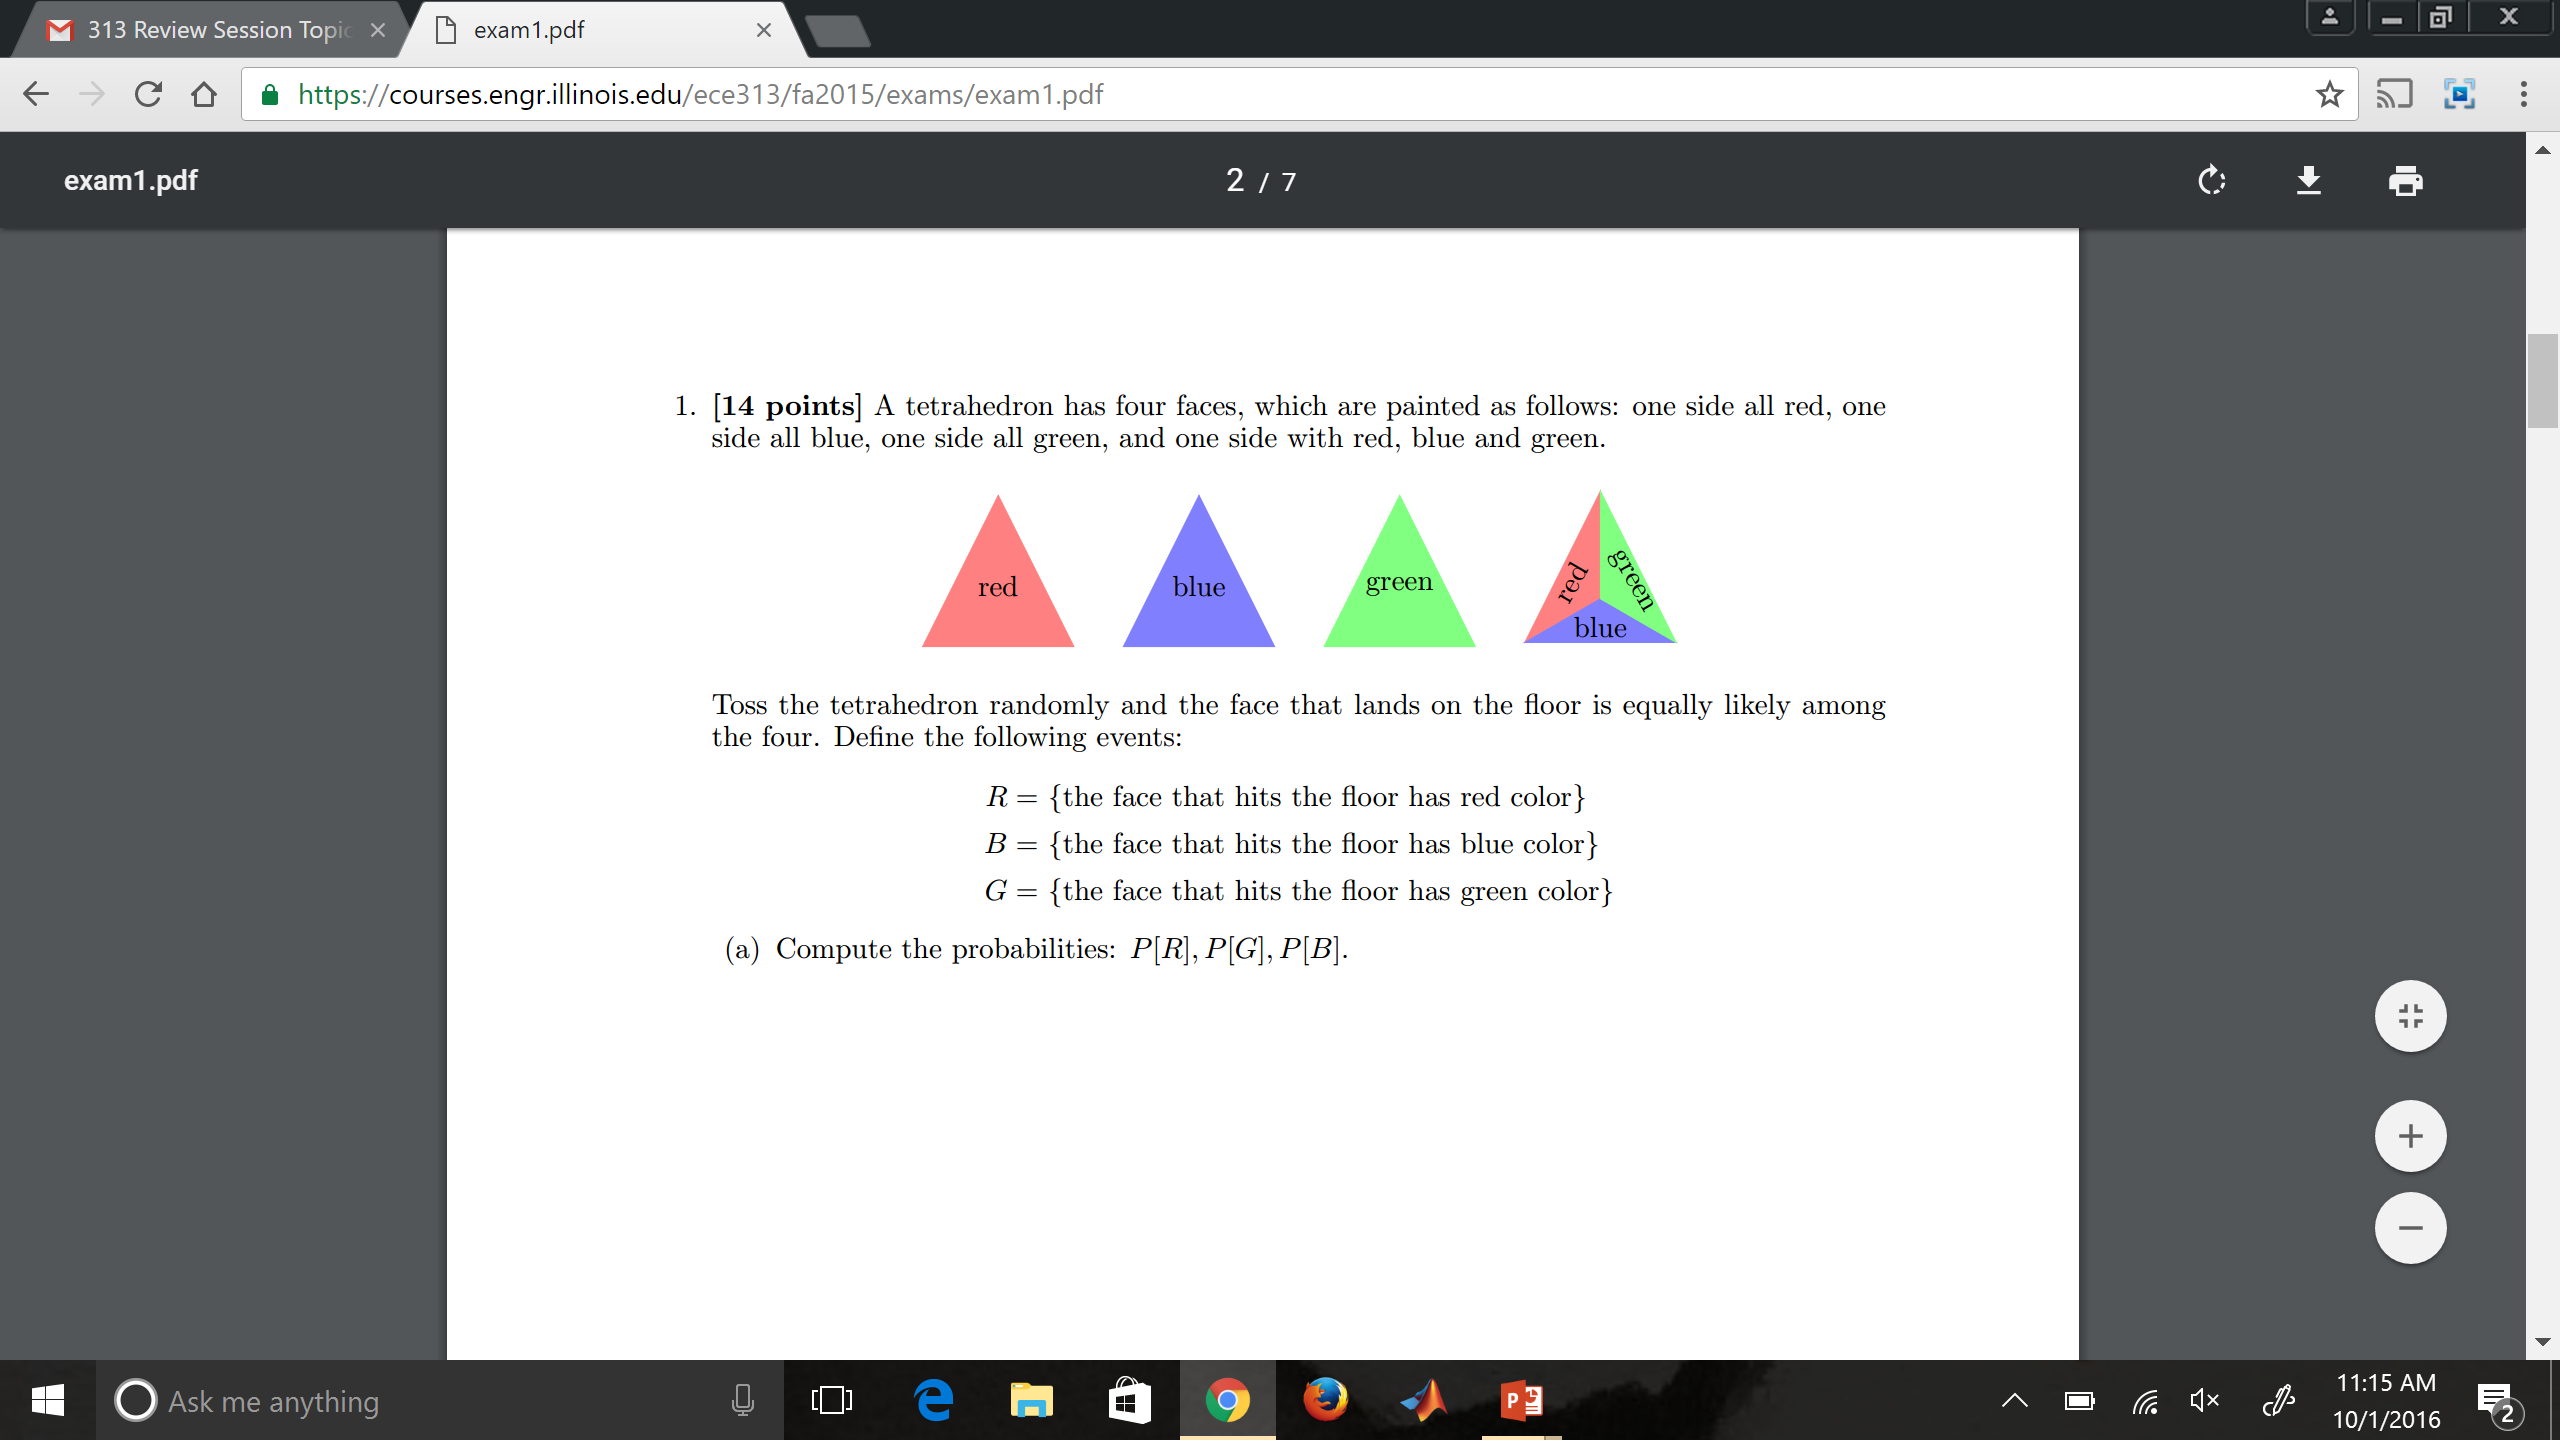 313 Review Session Topic
exam1.pdf
https://courses.engr.illinois.edu/ece313/fa2015/exams/exam1.pdf
exam1.pdf
2 / 7
1. [14 points] A tetrahedron has four faces, which are painted as follows: one side all red, one
side all blue, one side all green, and one side with red, blue and green.
red
blue
green
red
green
blue
Toss the tetrahedron randomly and the face that lands on the floor is equally likely among
the four. Define the following events:
R = {the face that hits the floor has red color}
B = {the face that hits the floor has blue color}
G = {the face that hits the floor has green color}
(a) Compute the probabilities: P[R], P[G], P[B].
Ask me anything
11:15 AM
10/1/2016
2